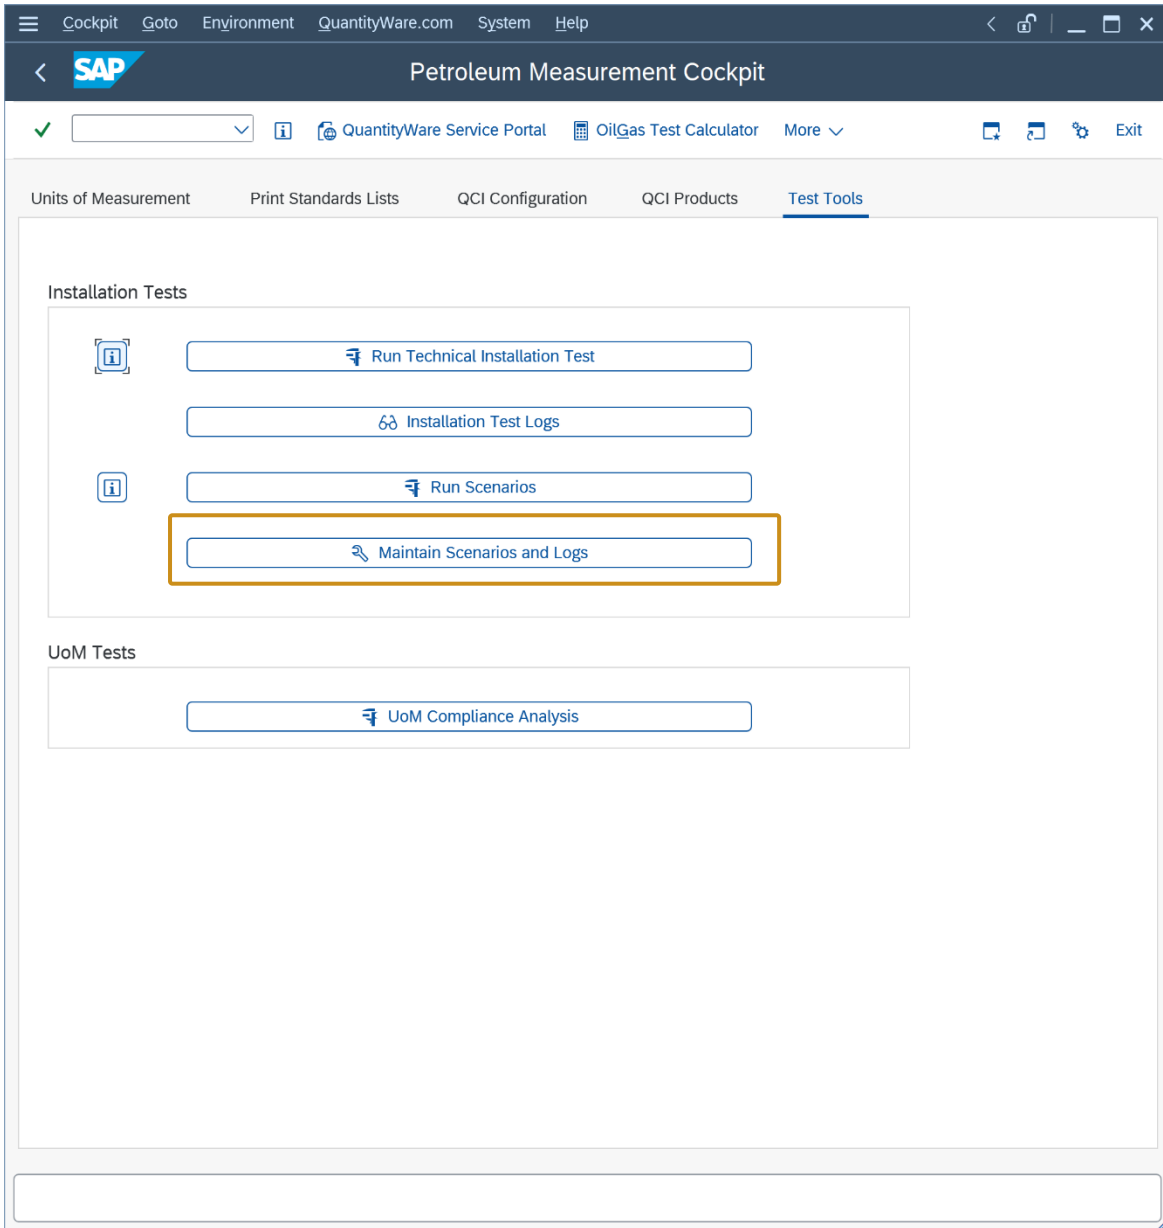 Cockpit Goto Environment QuantityWare.com System Help
SAP Petroleum Measurement Cockpit
QuantityWare Service Portal OilGas Test Calculator More Exit
Units of Measurement Print Standards Lists QCI Configuration QCI Products Test Tools
Installation Tests
Run Technical Installation Test
Installation Test Logs
Run Scenarios
Maintain Scenarios and Logs
UoM Tests
UoM Compliance Analysis